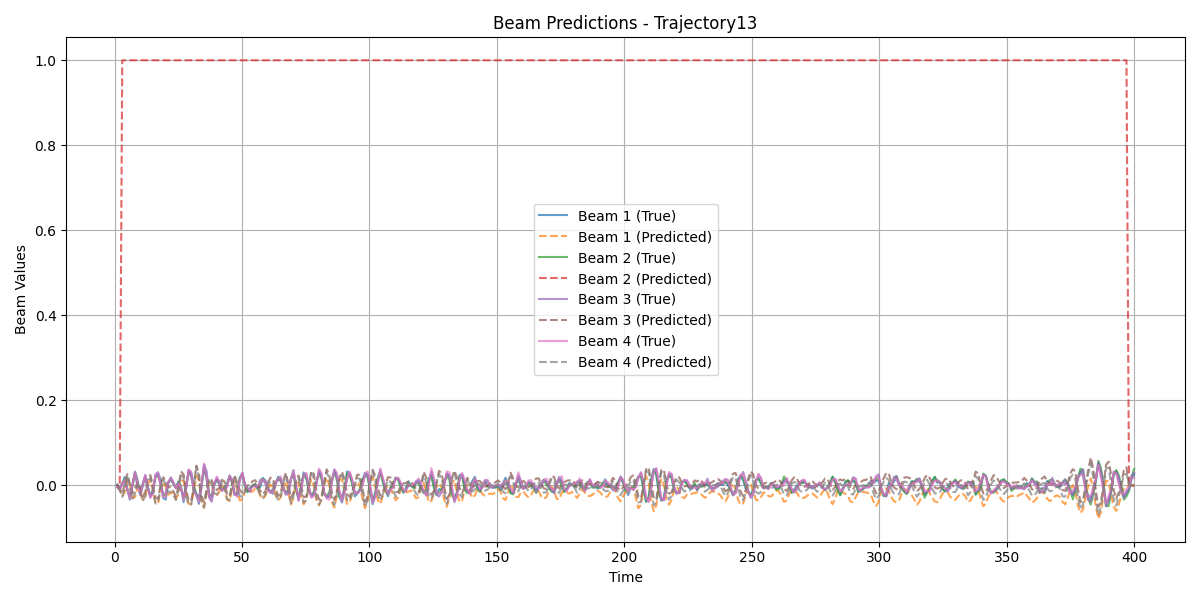 Beam Predictions - Trajectory13
1.0
0.8
0.6
0.4
0.2
0.0
Beam Values
Beam 1 (True)
Beam 1 (Predicted)
Beam 2 (True)
Beam 2 (Predicted)
Beam 3 (True)
Beam 3 (Predicted)
Beam 4 (True)
Beam 4 (Predicted)
0 50 100 150 200 250 300 350 400
Time